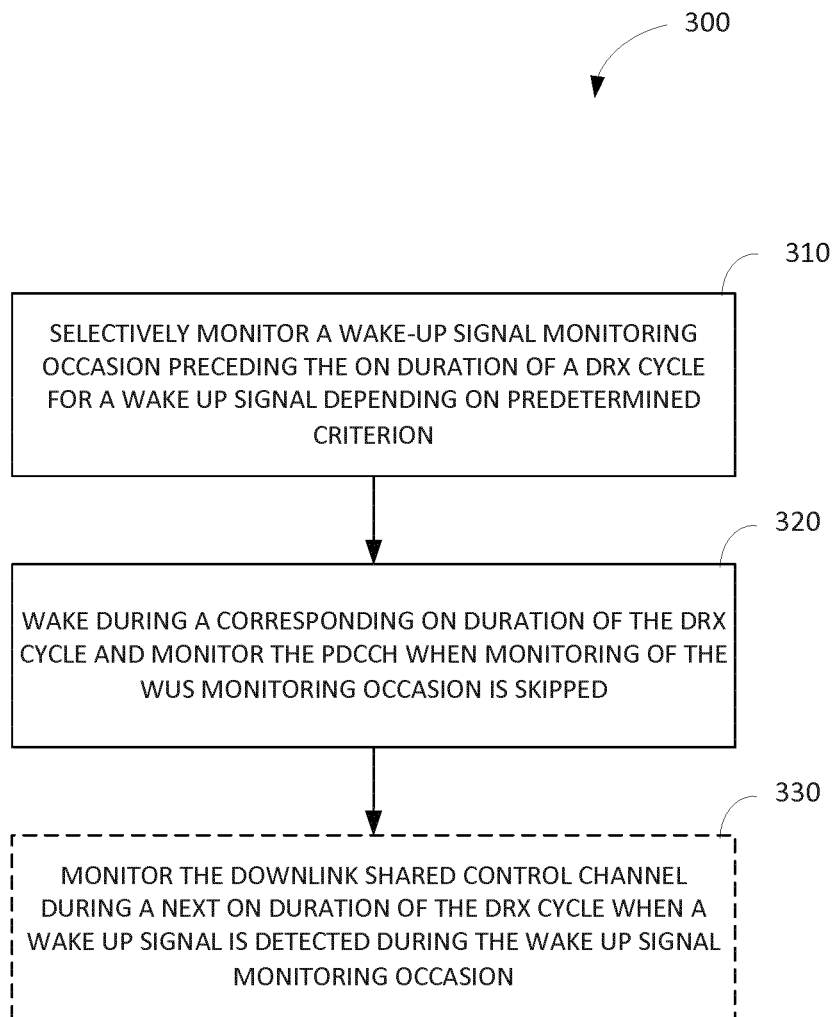 300
310
SELECTIVELY MONITOR A WAKE-UP SIGNAL MONITORING
OCCASION PRECEDING THE ON DURATION OF A DRX CYCLE
FOR A WAKE UP SIGNAL DEPENDING ON PREDETERMINED
CRITERION
320
WAKE DURING A CORRESPONDING ON DURATION OF THE DRX
CYCLE AND MONITOR THE PDCCH WHEN MONITORING OF THE
WUS MONITORING OCCASION IS SKIPPED
330
MONITOR THE DOWNLINK SHARED CONTROL CHANNEL
DURING A NEXT ON DURATION OF THE DRX CYCLE WHEN A
WAKE UP SIGNAL IS DETECTED DURING THE WAKE UP SIGNAL
MONITORING OCCASION